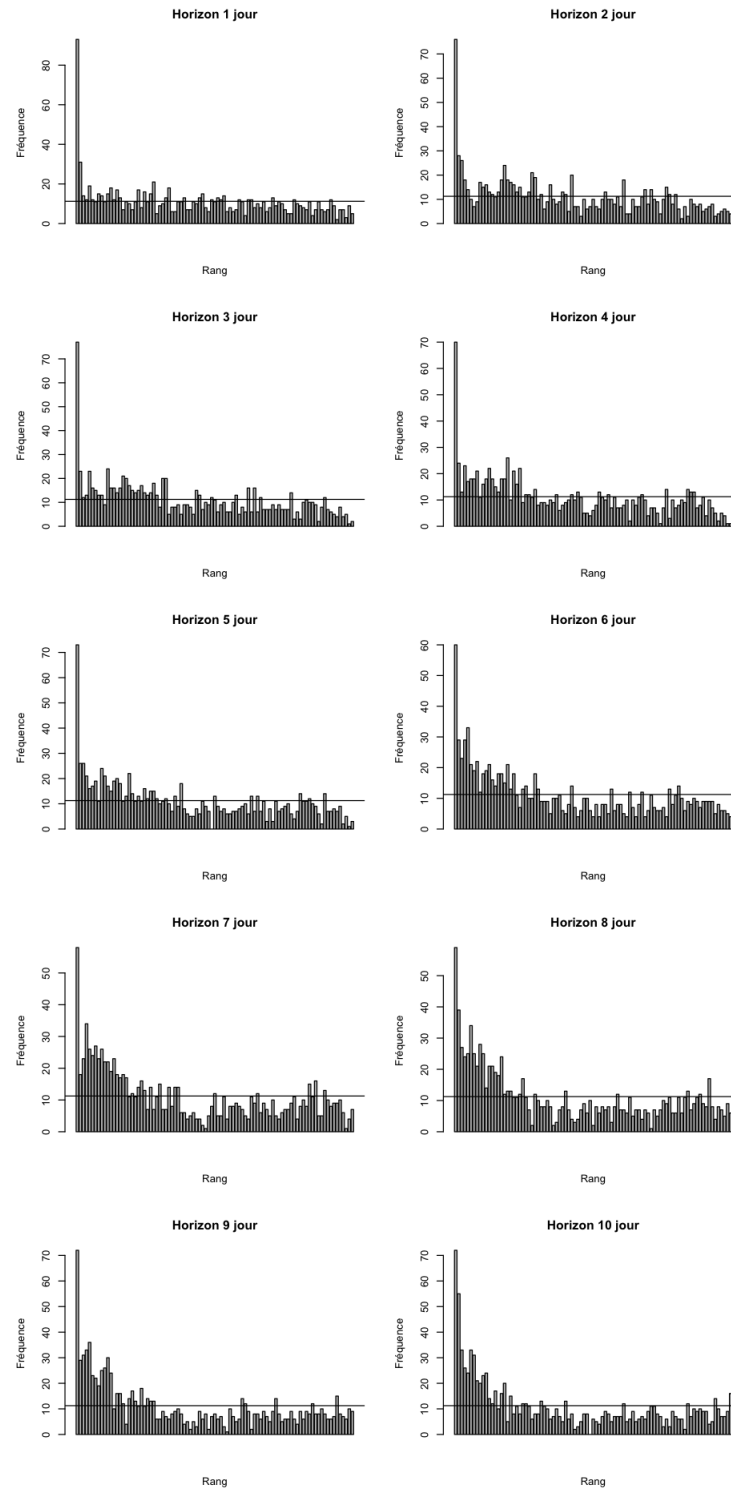 Horizon 1 jour
Fréquence
0 20 40 60 80
Rang
Horizon 2 jour
Fréquence
0 10 20 30 40 50 60 70
Rang
Horizon 3 jour
Fréquence
0 10 20 30 40 50 60 70
Rang
Horizon 4 jour
Fréquence
0 10 20 30 40 50 60 70
Rang
Horizon 5 jour
Fréquence
0 10 20 30 40 50 60 70
Rang
Horizon 6 jour
Fréquence
0 10 20 30 40 50 60
Rang
Horizon 7 jour
Fréquence
0 10 20 30 40 50
Rang
Horizon 8 jour
Fréquence
0 10 20 30 40 50
Rang
Horizon 9 jour
Fréquence
0 10 20 30 40 50 60 70
Rang
Horizon 10 jour
Fréquence
0 10 20 30 40 50 60 70
Rang